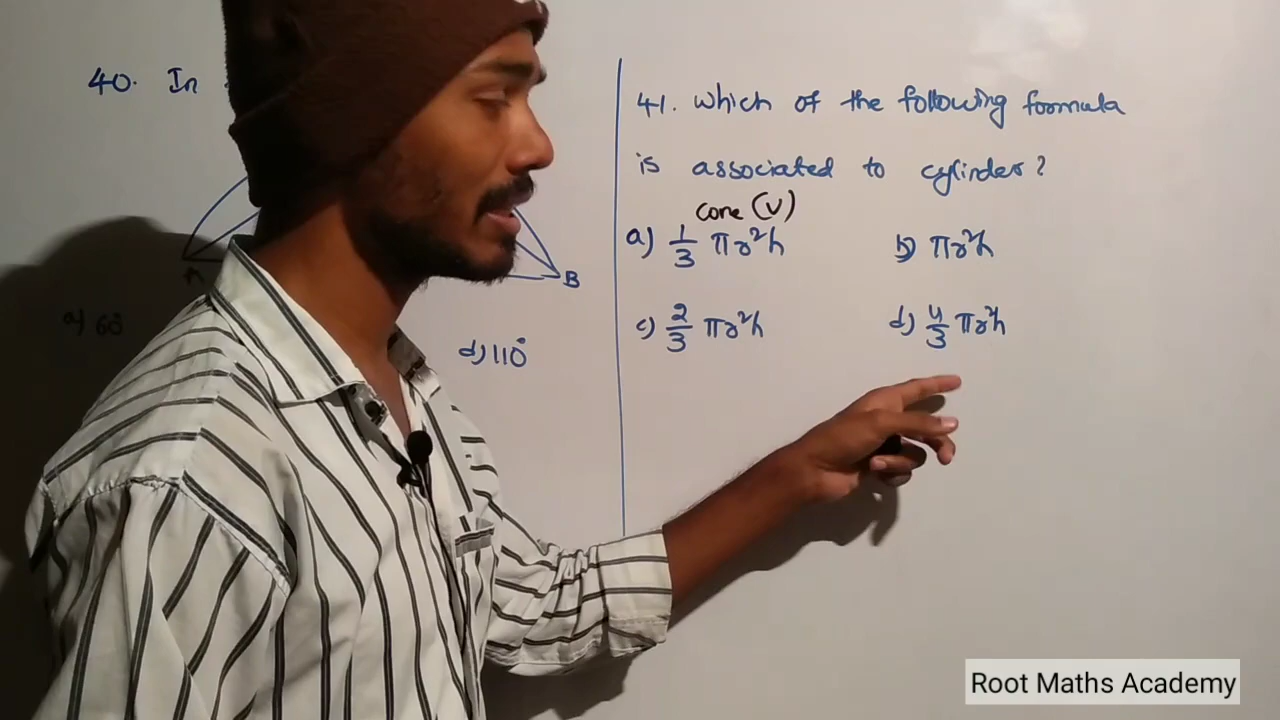 40. In
A
B
a) 60°
d) 110°
41. Which of the following formula
is associated to cylinder?
cone (V)
a) 1/3 πr²h
b) πr²h
c) 2/3 πr²h
d) 4/3 πr²h
Root Maths Academy